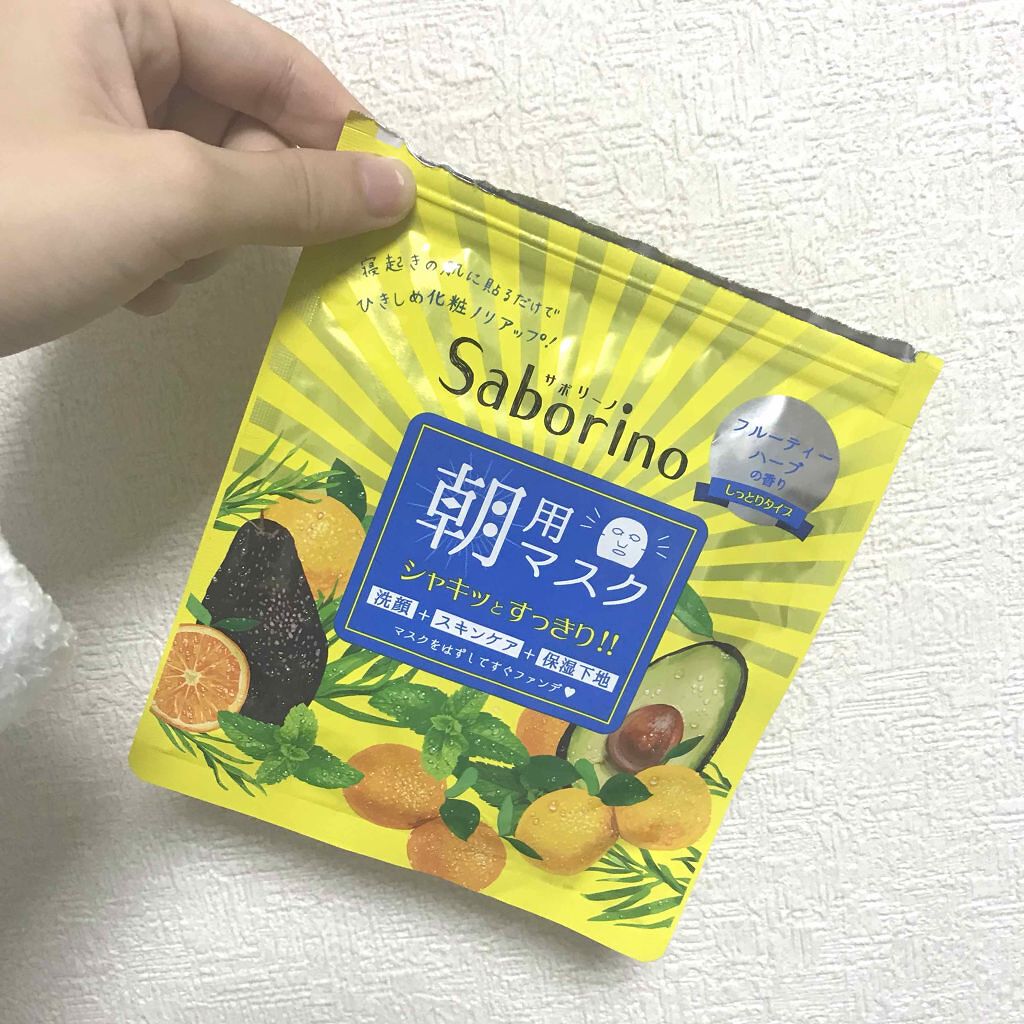 寝起きの肌に貼るだけで
ひきしめ化粧ノリアップ!
サボリーノ
Saborino
フルーティー
ハーブ
の香り
しっとりタイプ
朝用マスク
シャキッとすっきり!!
洗顔+スキンケア+保湿下地
マスクをはずしてすぐファンデ♥